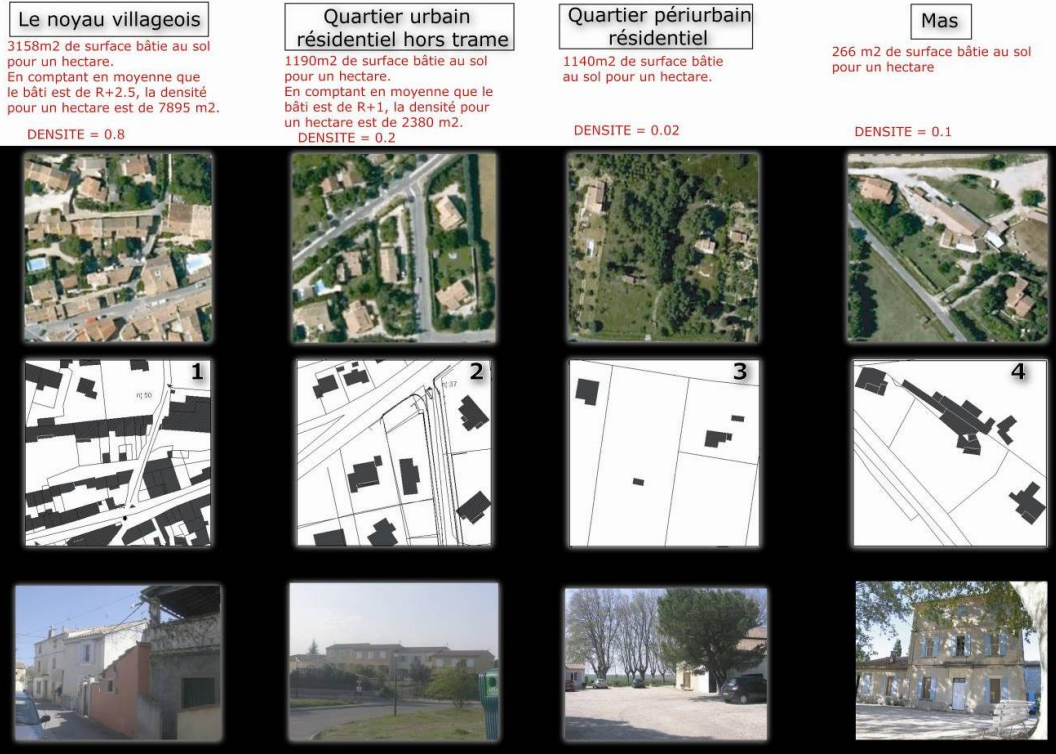 Le noyau villageois
3158m2 de surface bâtie au sol
pour un hectare.
En comptant en moyenne que
le bâti est de R+2.5, la densité
pour un hectare est de 7895 m2.
DENSITE = 0.8
Quartier urbain
résidentiel hors trame
1190m2 de surface bâtie au sol
pour un hectare.
En comptant en moyenne que le
bâti est de R+1, la densité pour
un hectare est de 2380 m2.
DENSITE = 0.2
Quartier périurbain
résidentiel
1140m2 de surface bâtie
au sol pour un hectare.
DENSITE = 0.02
Mas
266 m2 de surface bâtie au sol
pour un hectare
DENSITE = 0.1
1
2
3
4